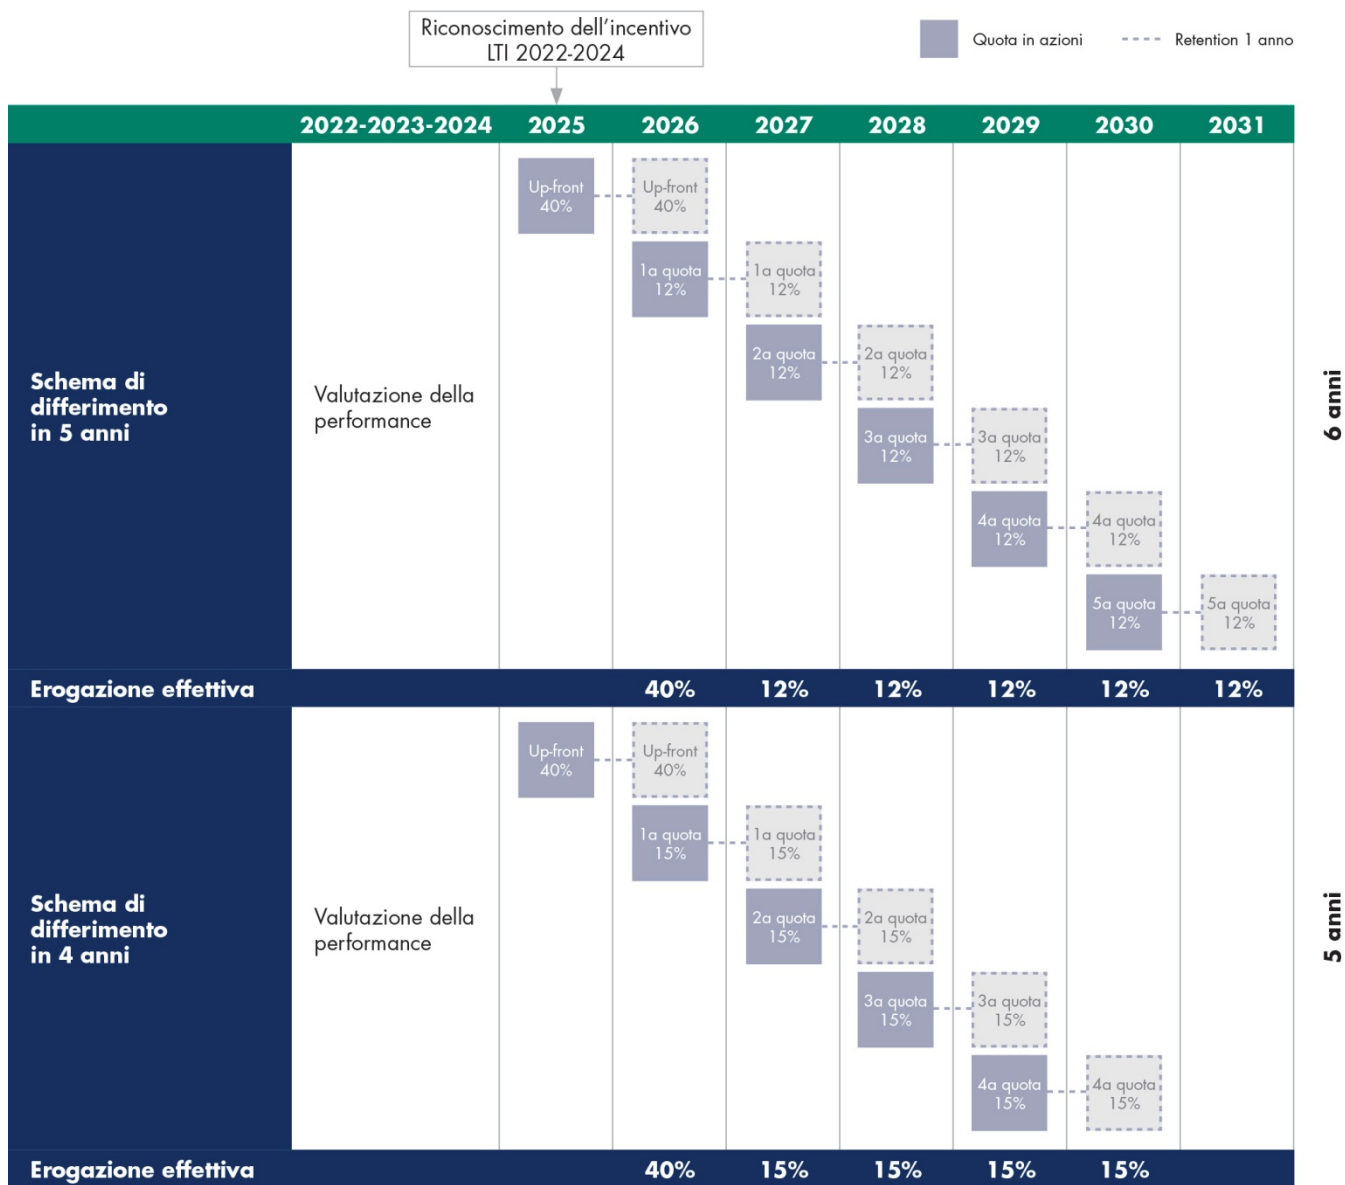 Riconoscimento dell'incentivo
LTI 2022-2024
Quota in azioni
Retention 1 anno
2022-2023-2024 2025 2026 2027 2028 2029 2030 2031
Schema di
differimento
in 5 anni
Valutazione della
performance
Up-front
40%
Up-front
40%
1a quota
12%
1a quota
12%
2a quota
12%
2a quota
12%
3a quota
12%
3a quota
12%
4a quota
12%
4a quota
12%
5a quota
12%
5a quota
12%
6 anni
Erogazione effettiva 40% 12% 12% 12% 12% 12%
Schema di
differimento
in 4 anni
Valutazione della
performance
Up-front
40%
Up-front
40%
1a quota
15%
1a quota
15%
2a quota
15%
2a quota
15%
3a quota
15%
3a quota
15%
4a quota
15%
4a quota
15%
5 anni
Erogazione effettiva 40% 15% 15% 15% 15%